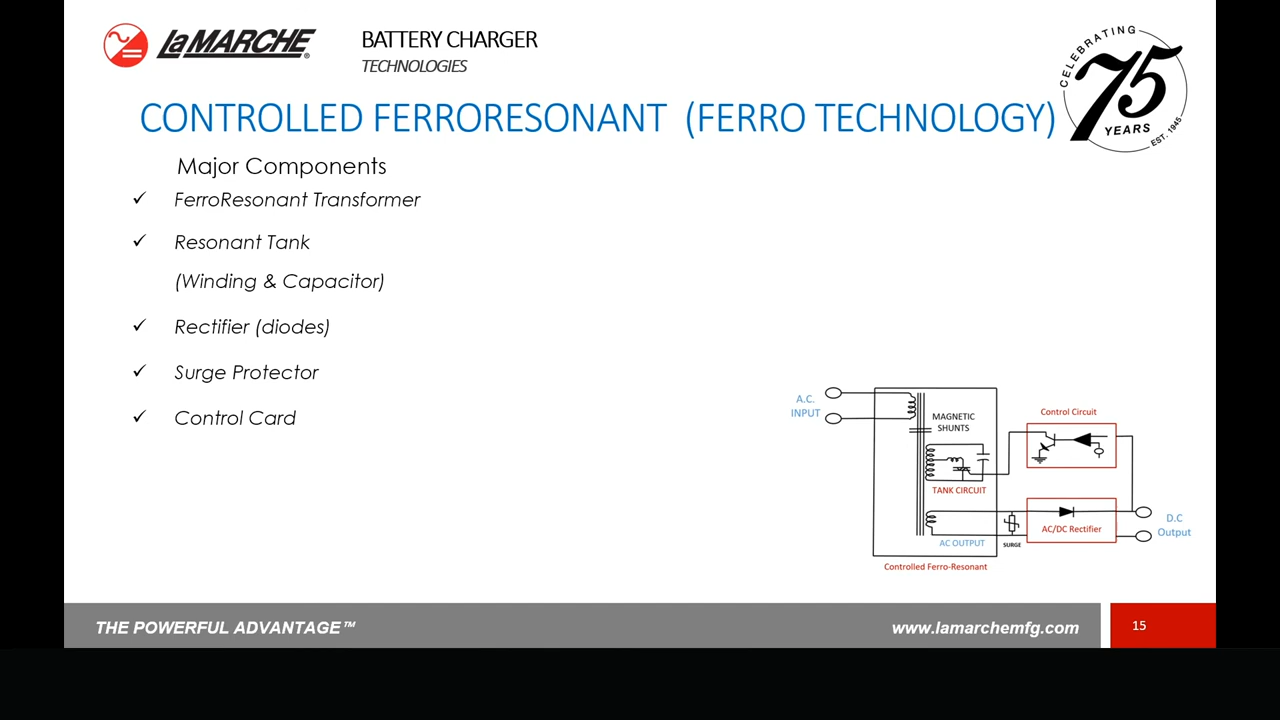 LaMARCHE®
BATTERY CHARGER
TECHNOLOGIES
CELEBRATING
75
YEARS
EST. 1945
CONTROLLED FERRORESONANT (FERRO TECHNOLOGY)
Major Components
✓ FerroResonant Transformer
✓ Resonant Tank
(Winding & Capacitor)
✓ Rectifier (diodes)
✓ Surge Protector
✓ Control Card
A.C.
INPUT
MAGNETIC
SHUNTS
Control Circuit
TANK CIRCUIT
AC OUTPUT
SURGE
AC/DC Rectifier
D.C
Output
Controlled Ferro-Resonant
THE POWERFUL ADVANTAGE™
www.lamarchemfg.com
15